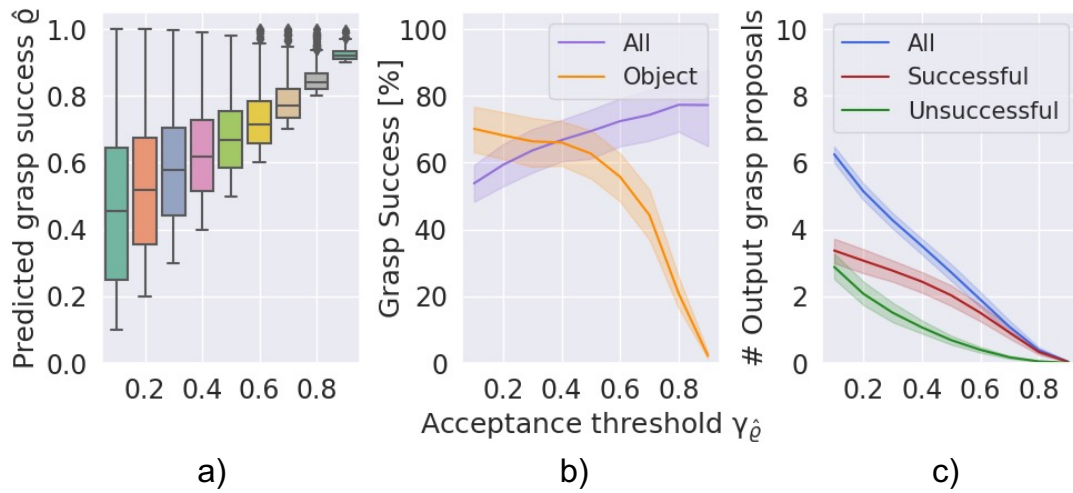 Predicted grasp success ϱ̂
1.0
0.8
0.6
0.4
0.2
0.0
0.2 0.4 0.6 0.8
a)
Grasp Success [%]
100
80
60
40
20
0
All
Object
0.2 0.4 0.6 0.8
Acceptance threshold γϱ̂
b)
# Output grasp proposals
10
8
6
4
2
0
All
Successful
Unsuccessful
0.2 0.4 0.6 0.8
c)